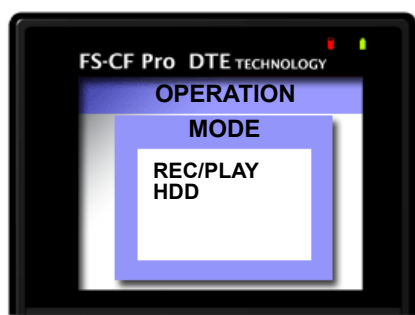 FS-CF Pro DTE TECHNOLOGY
OPERATION
MODE
REC/PLAY
HDD